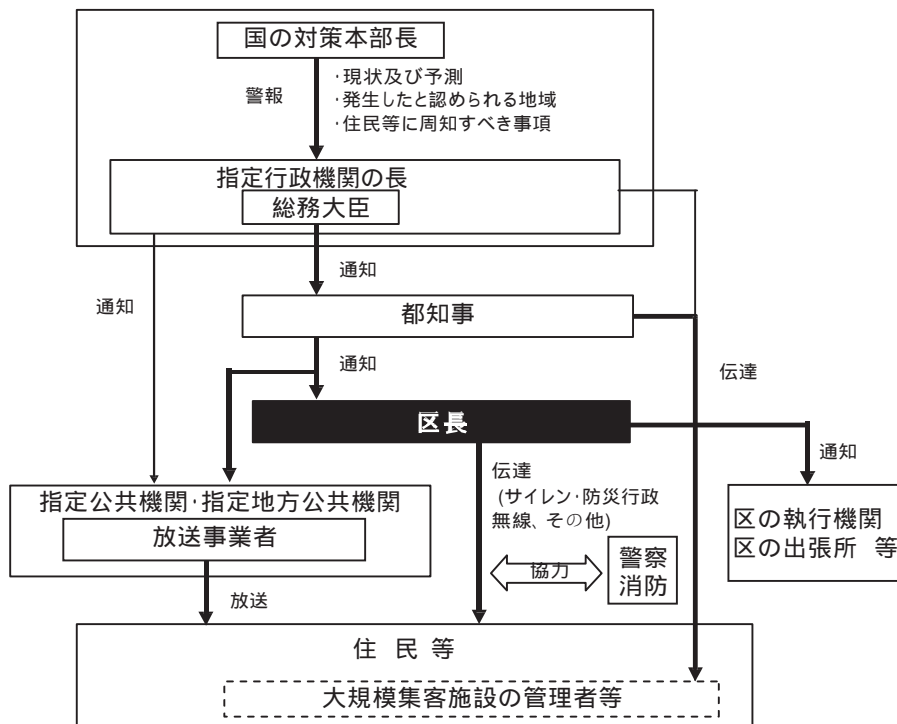 国の対策本部長
警報
・現状及び予測
・発生したと認められる地域
・住民等に周知すべき事項
指定行政機関の長
総務大臣
通知
通知
都知事
通知
伝達
区長
通知
伝達
(サイレン・防災行政
無線、その他)
指定公共機関・指定地方公共機関
放送事業者
区の執行機関
区の出張所 等
協力
警察
消防
放送
住 民 等
大規模集客施設の管理者等